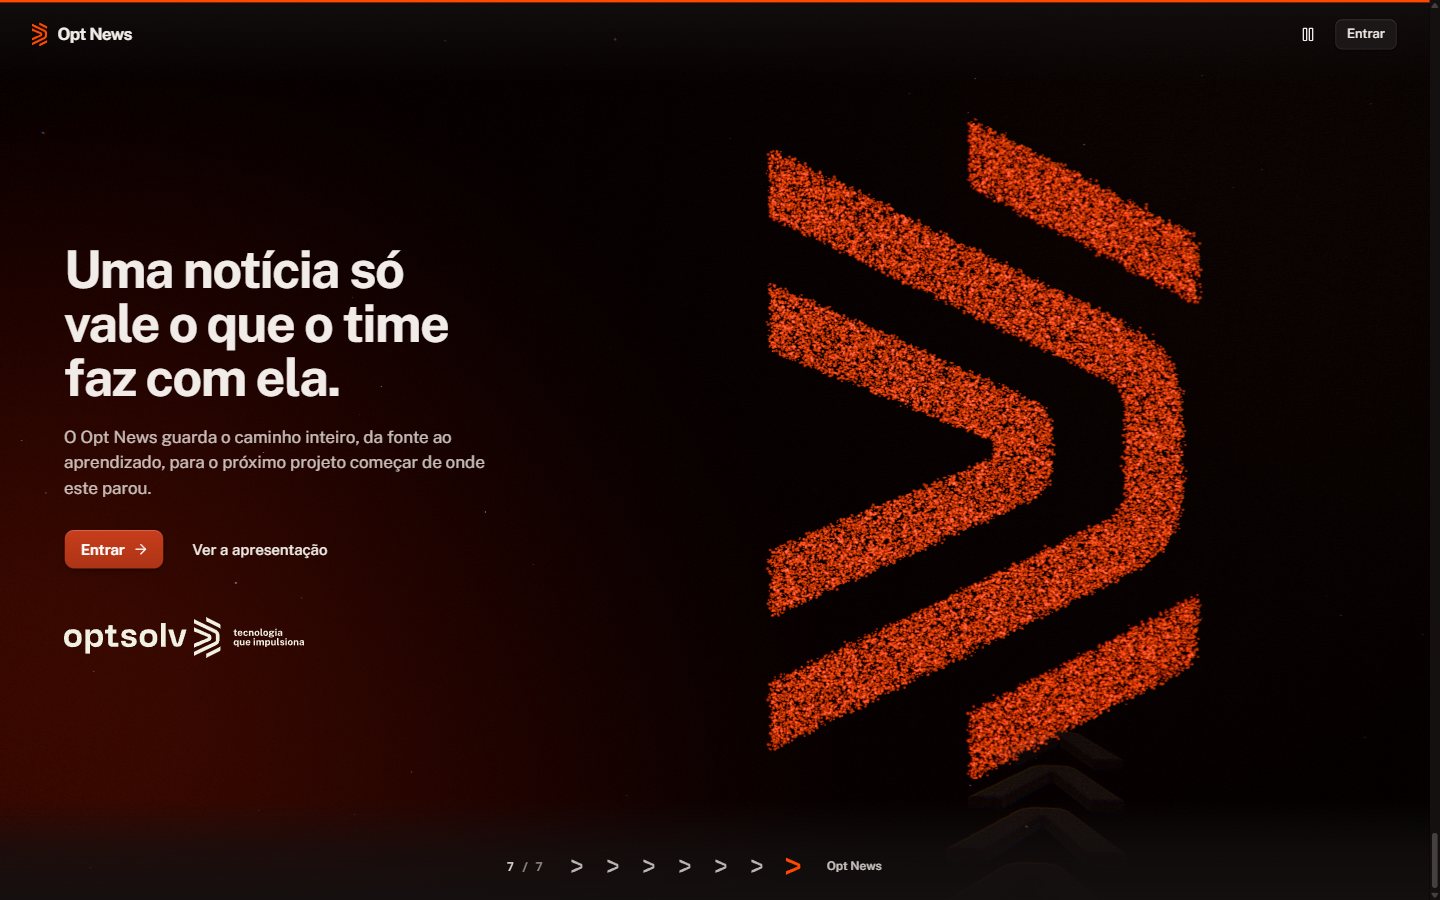 Opt News
Entrar
Uma notícia só
vale o que o time
faz com ela.
O Opt News guarda o caminho inteiro, da fonte ao
aprendizado, para o próximo projeto começar de onde
este parou.
Entrar →
Ver a apresentação
optsolv
tecnologia
que impulsiona
7 / 7 > > > > > > > Opt News